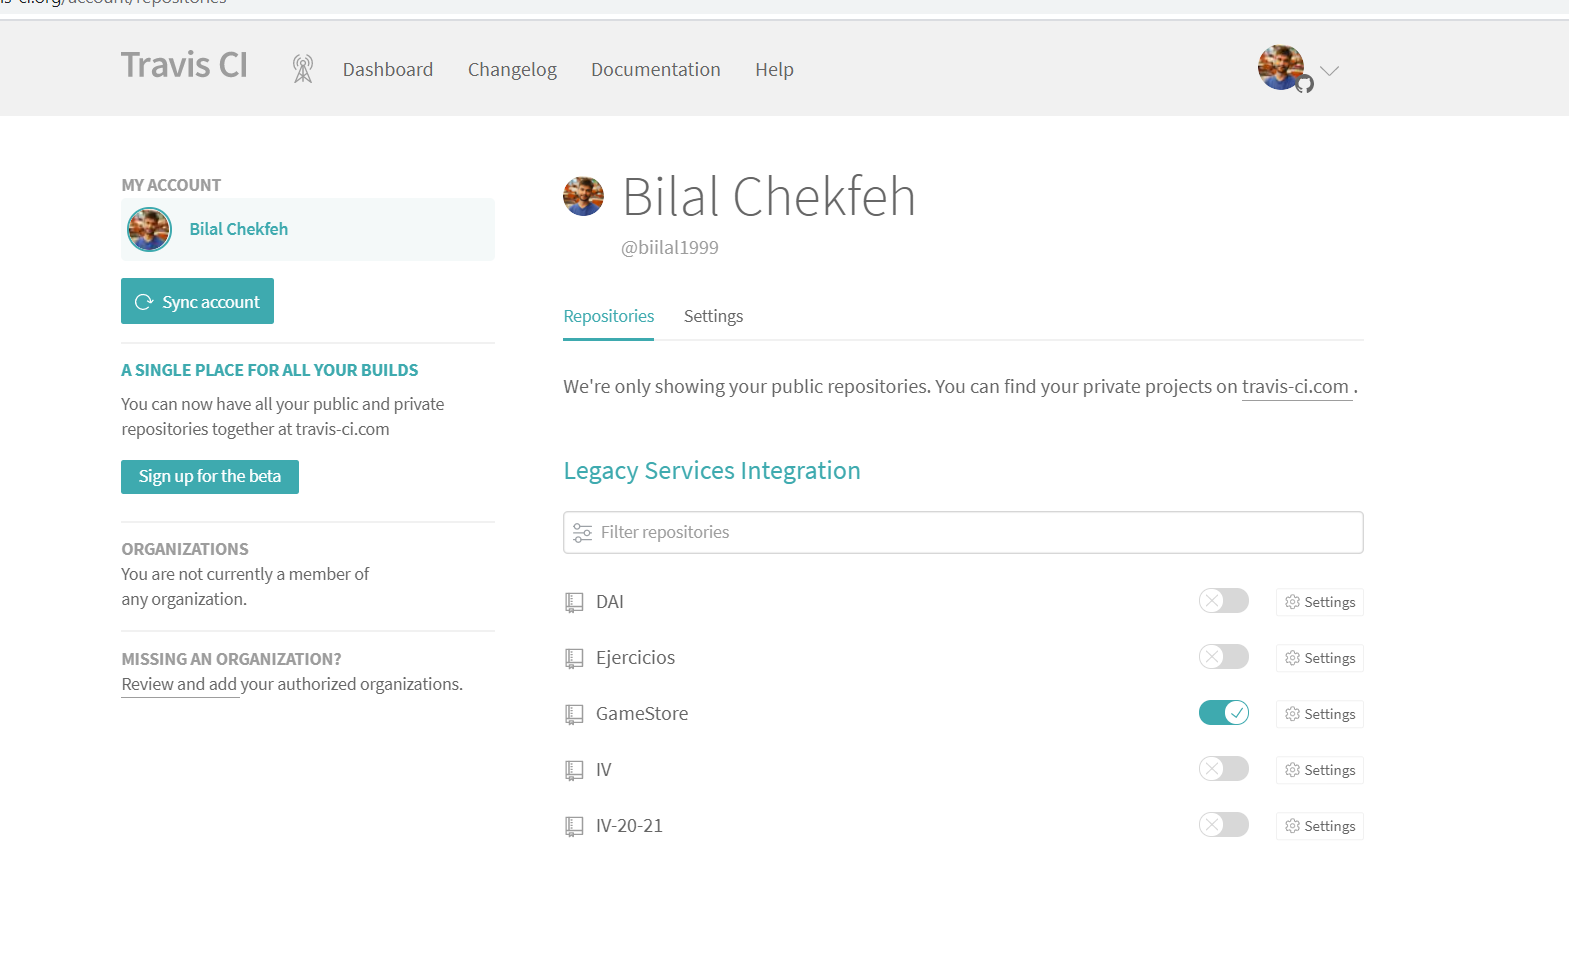 is-ci.org/account/repositories
Travis CI
Dashboard
Changelog
Documentation
Help
MY ACCOUNT
Bilal Chekfeh
Sync account
A SINGLE PLACE FOR ALL YOUR BUILDS
You can now have all your public and private
repositories together at travis-ci.com
Sign up for the beta
ORGANIZATIONS
You are not currently a member of
any organization.
MISSING AN ORGANIZATION?
Review and add your authorized organizations.
Bilal Chekfeh
@biilal1999
Repositories
Settings
We're only showing your public repositories. You can find your private projects on travis-ci.com .
Legacy Services Integration
Filter repositories
DAI
Settings
Ejercicios
Settings
GameStore
Settings
IV
Settings
IV-20-21
Settings